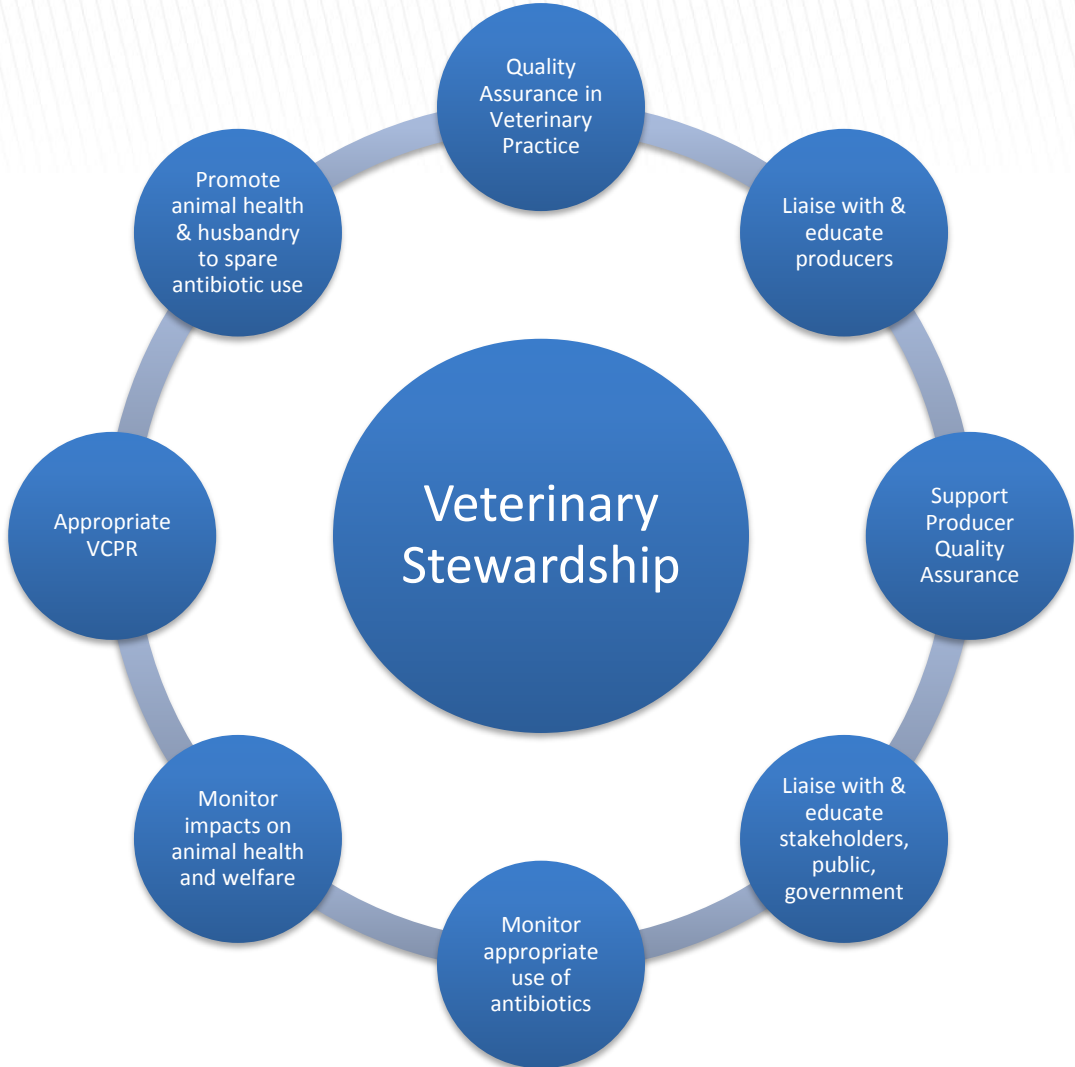 Quality
Assurance in
Veterinary
Practice
Liaise with &
educate
producers
Support
Producer
Quality
Assurance
Liaise with &
educate
stakeholders,
public,
government
Monitor
appropriate
use of
antibiotics
Monitor
impacts on
animal health
and welfare
Appropriate
VCPR
Promote
animal health
& husbandry
to spare
antibiotic use
Veterinary
Stewardship